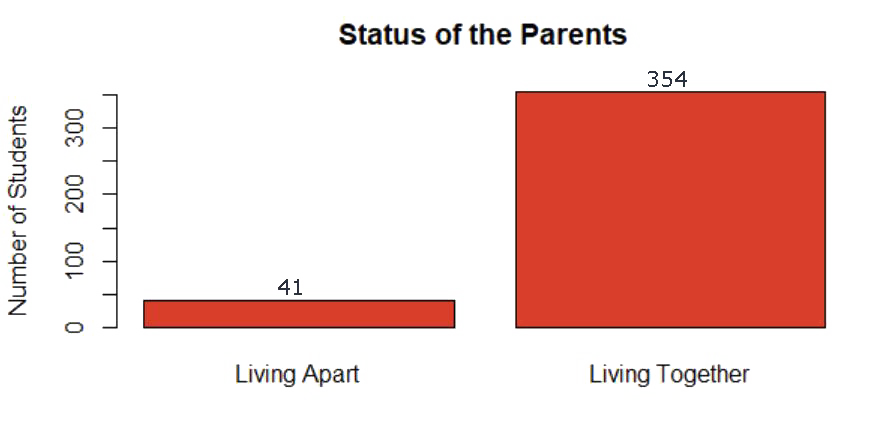 Status of the Parents
354
41
Number of Students
300
200
100
0
Living Apart
Living Together